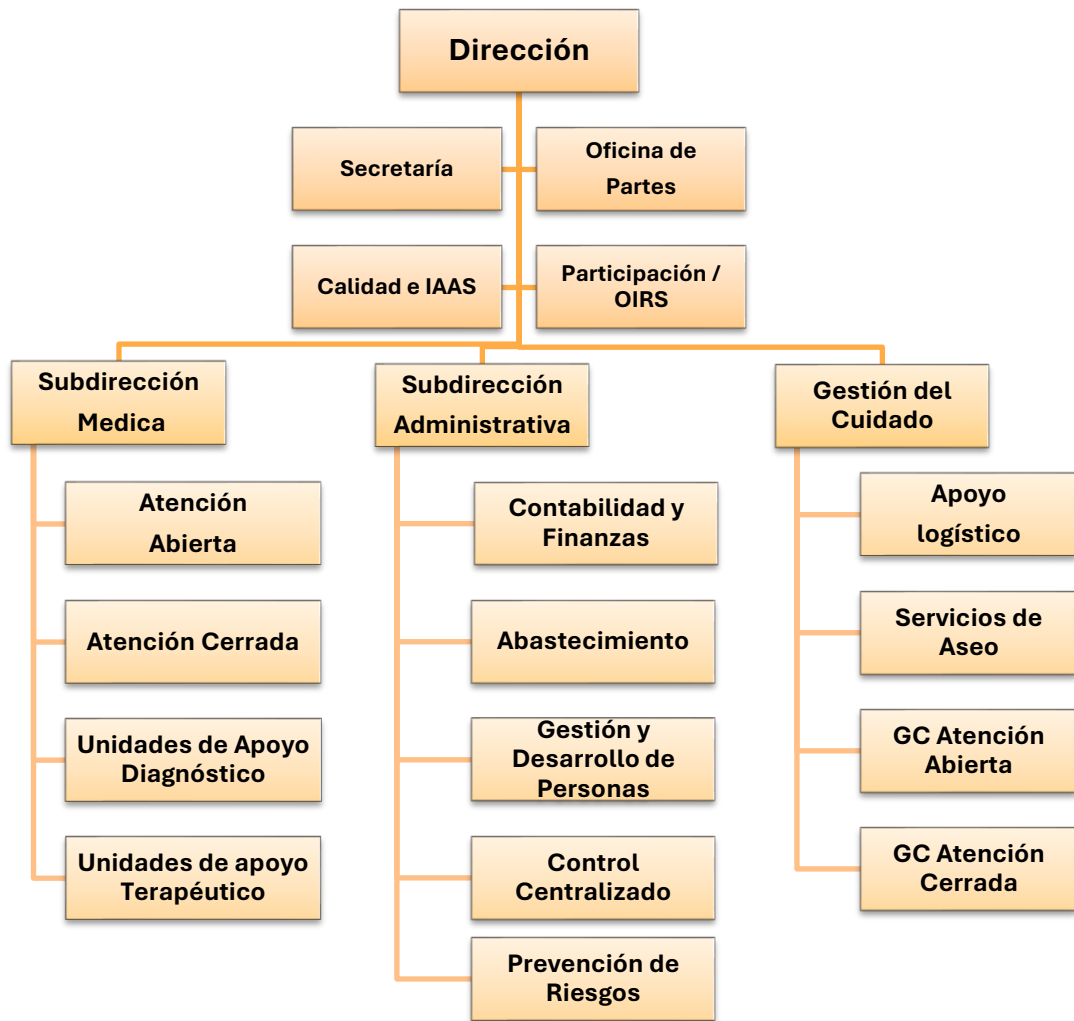 Dirección
Secretaría
Oficina de
Partes
Calidad e IAAS
Participación /
OIRS
Subdirección
Medica
Subdirección
Administrativa
Gestión del
Cuidado
Atención
Abierta
Atención Cerrada
Unidades de Apoyo
Diagnóstico
Unidades de apoyo
Terapéutico
Contabilidad y
Finanzas
Abastecimiento
Gestión y
Desarrollo de
Personas
Control
Centralizado
Prevención de
Riesgos
Apoyo
logístico
Servicios de
Aseo
GC Atención
Abierta
GC Atención
Cerrada